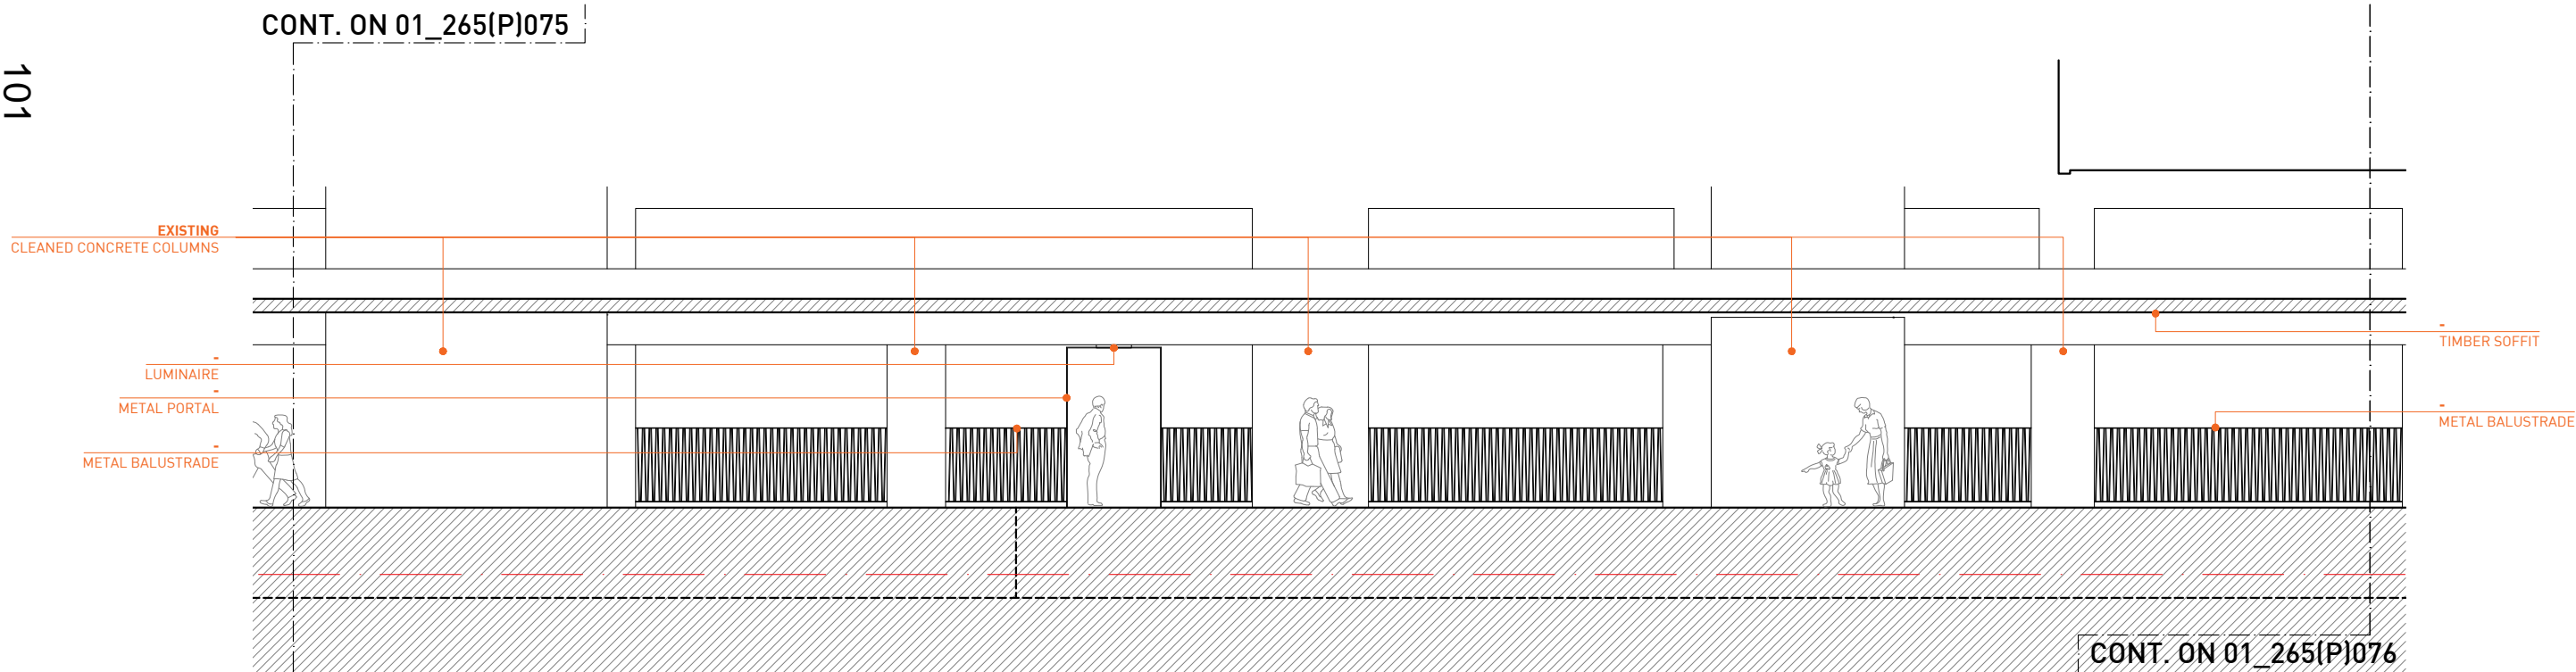 CONT. ON 01_265(P)075
101
EXISTING
CLEANED CONCRETE COLUMNS
-
LUMINAIRE
-
METAL PORTAL
-
METAL BALUSTRADE
-
TIMBER SOFFIT
-
METAL BALUSTRADE
CONT. ON 01_265(P)076